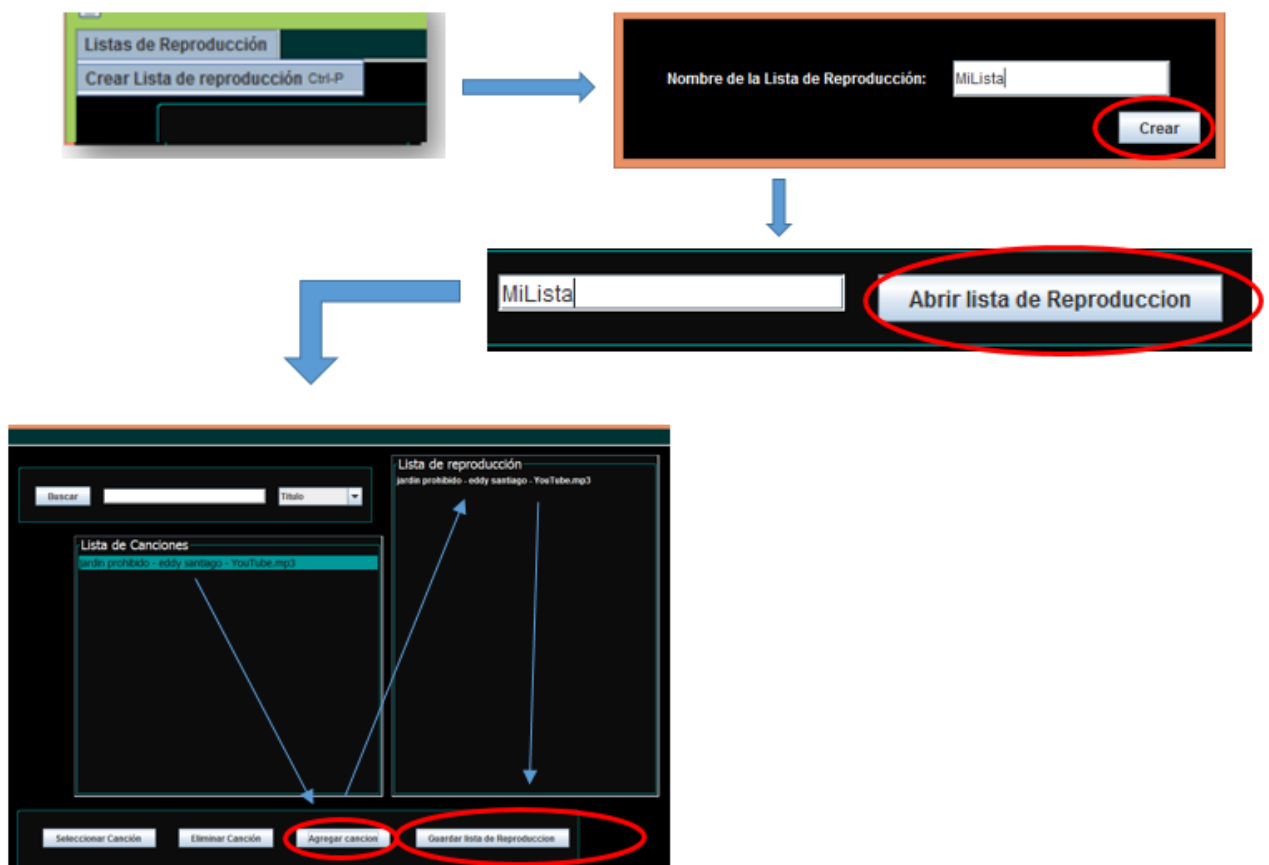 Listas de Reproducción
Crear Lista de reproducción Ctrl-P
Nombre de la Lista de Reproducción: MiLista
Crear
MiLista Abrir lista de Reproduccion
Buscar Titulo
Lista de Canciones
jardin prohibido - eddy santiago - YouTube.mp3
Lista de reproducción
jardin prohibido - eddy santiago - YouTube.mp3
Seleccionar Canción Eliminar Canción Agregar cancion Guardar lista de Reproduccion